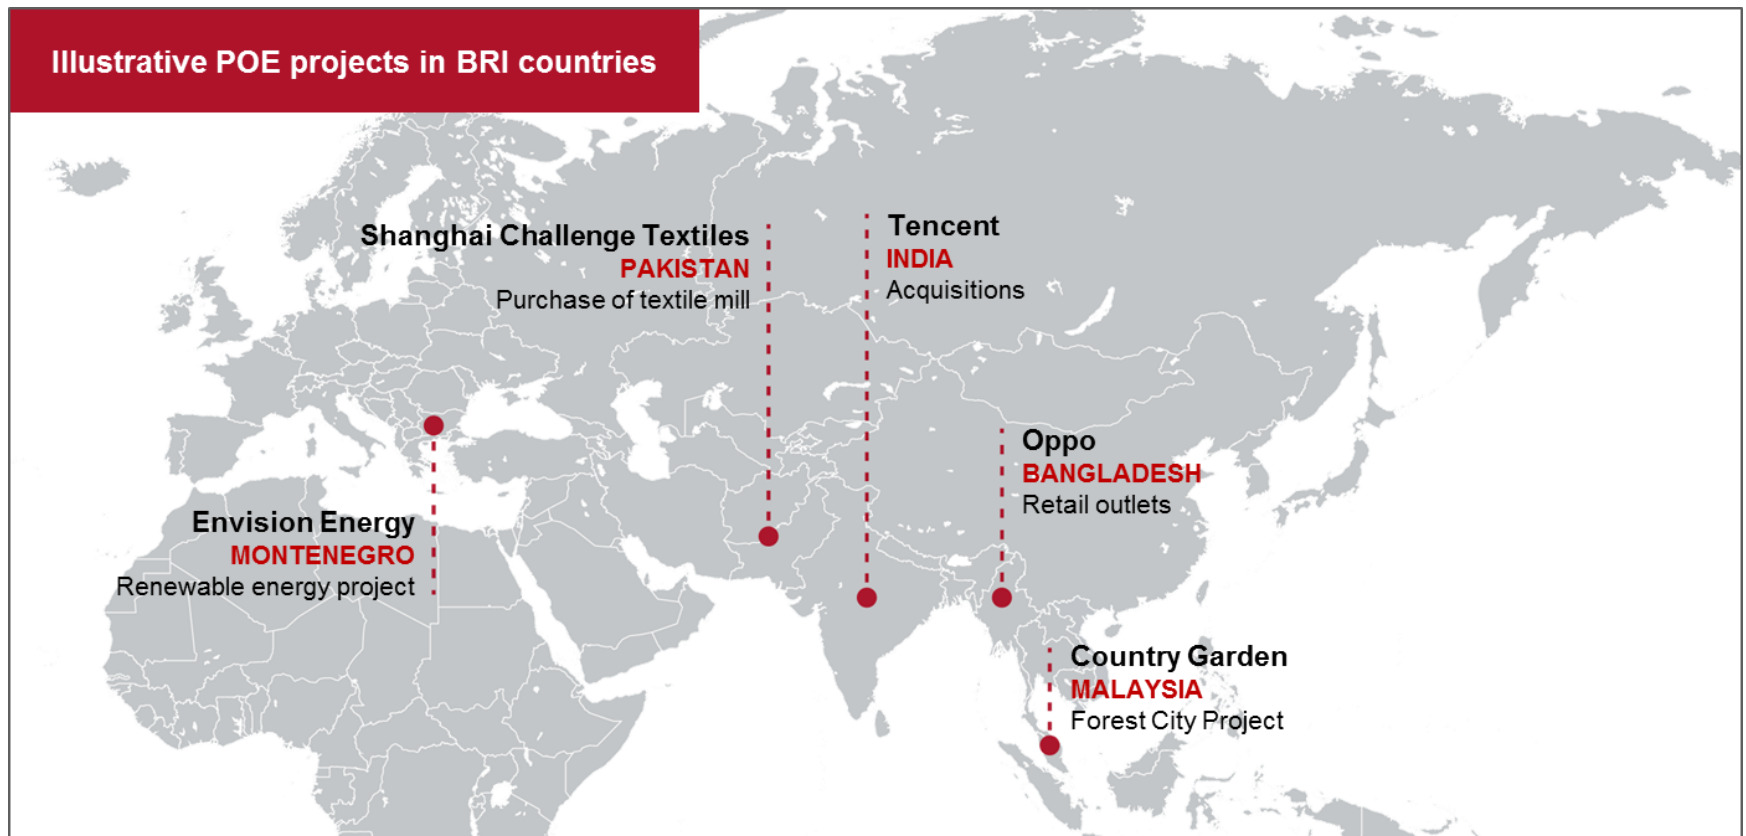 Illustrative POE projects in BRI countries
Shanghai Challenge Textiles
PAKISTAN
Purchase of textile mill
Tencent
INDIA
Acquisitions
Oppo
BANGLADESH
Retail outlets
Envision Energy
MONTENEGRO
Renewable energy project
Country Garden
MALAYSIA
Forest City Project